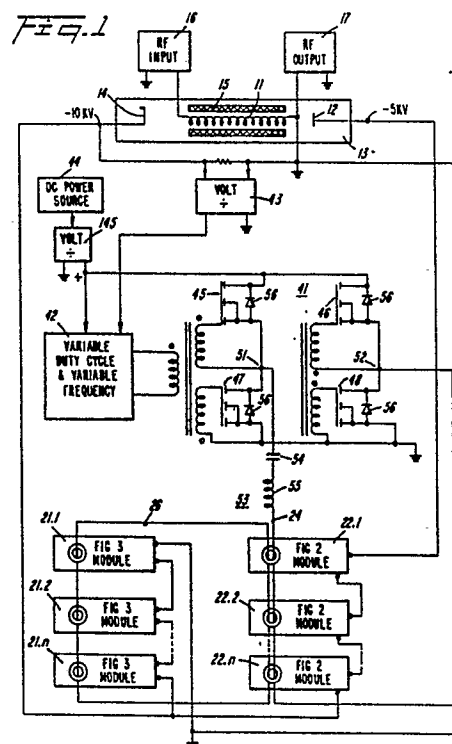 Fig. 1
16
RF INPUT
17
RF OUTPUT
14
15
11
12
-10KV
-5KV
13
44
DC POWER SOURCE
VOLT ÷
145
VOLT ÷
43
+
42
VARIABLE DUTY CYCLE & VARIABLE FREQUENCY
45
56
41
46
56
51
52
47
56
48
56
54
55
53
24
26
21.1
FIG 3 MODULE
22.1
FIG 2 MODULE
21.2
FIG 3 MODULE
22.2
FIG 2 MODULE
21.n
FIG 3 MODULE
22.n
FIG 2 MODULE